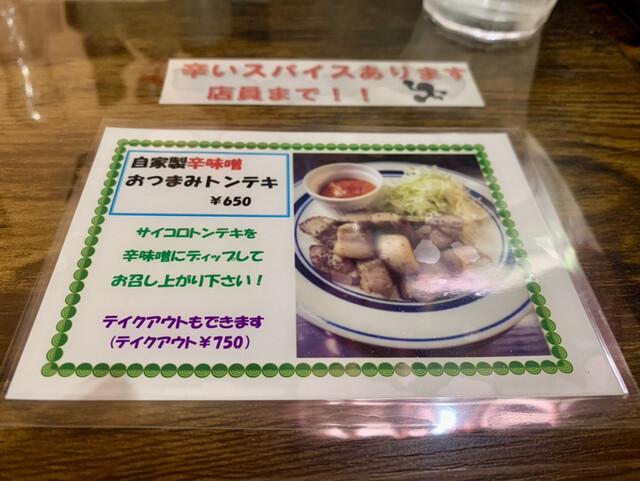 辛いスパイスあります
店員まで！！
自家製辛味噌
おつまみトンテキ
￥650
サイコロトンテキを
辛味噌にディップして
お召し上がり下さい！
テイクアウトもできます
（テイクアウト￥750）